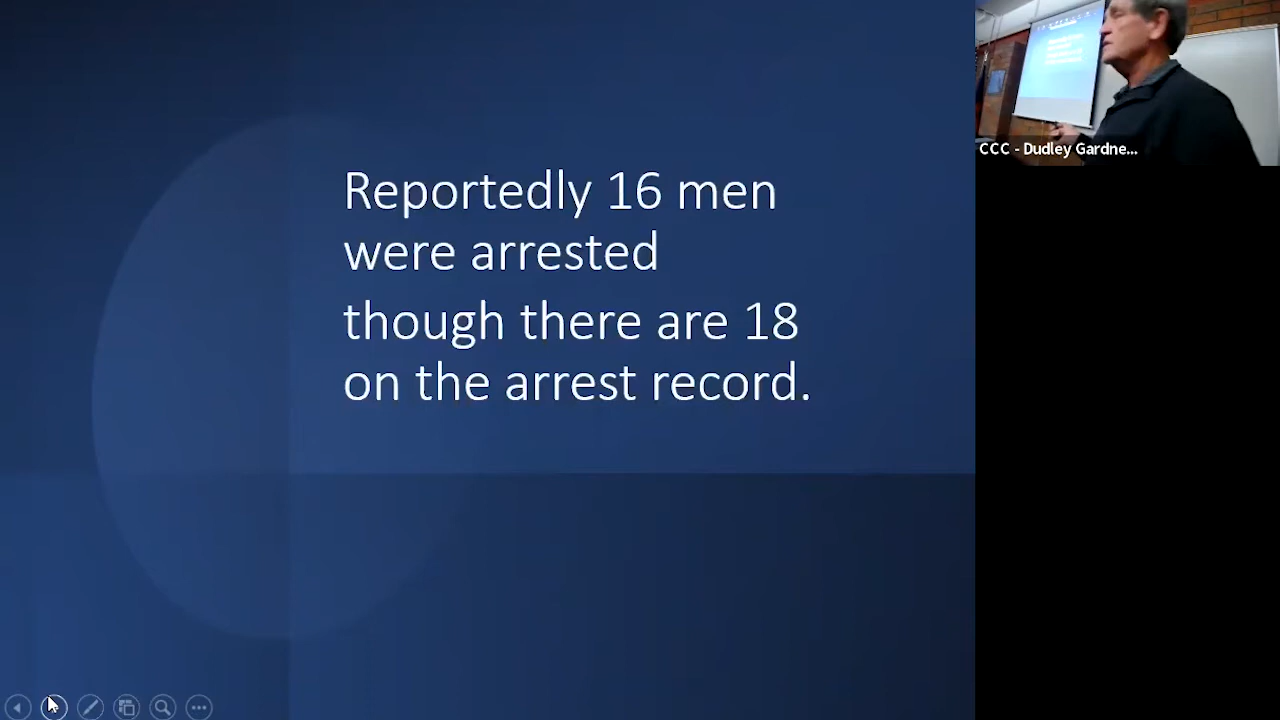 Reportedly 16 men
were arrested
though there are 18
on the arrest record.
CCC - Dudley Gardne...